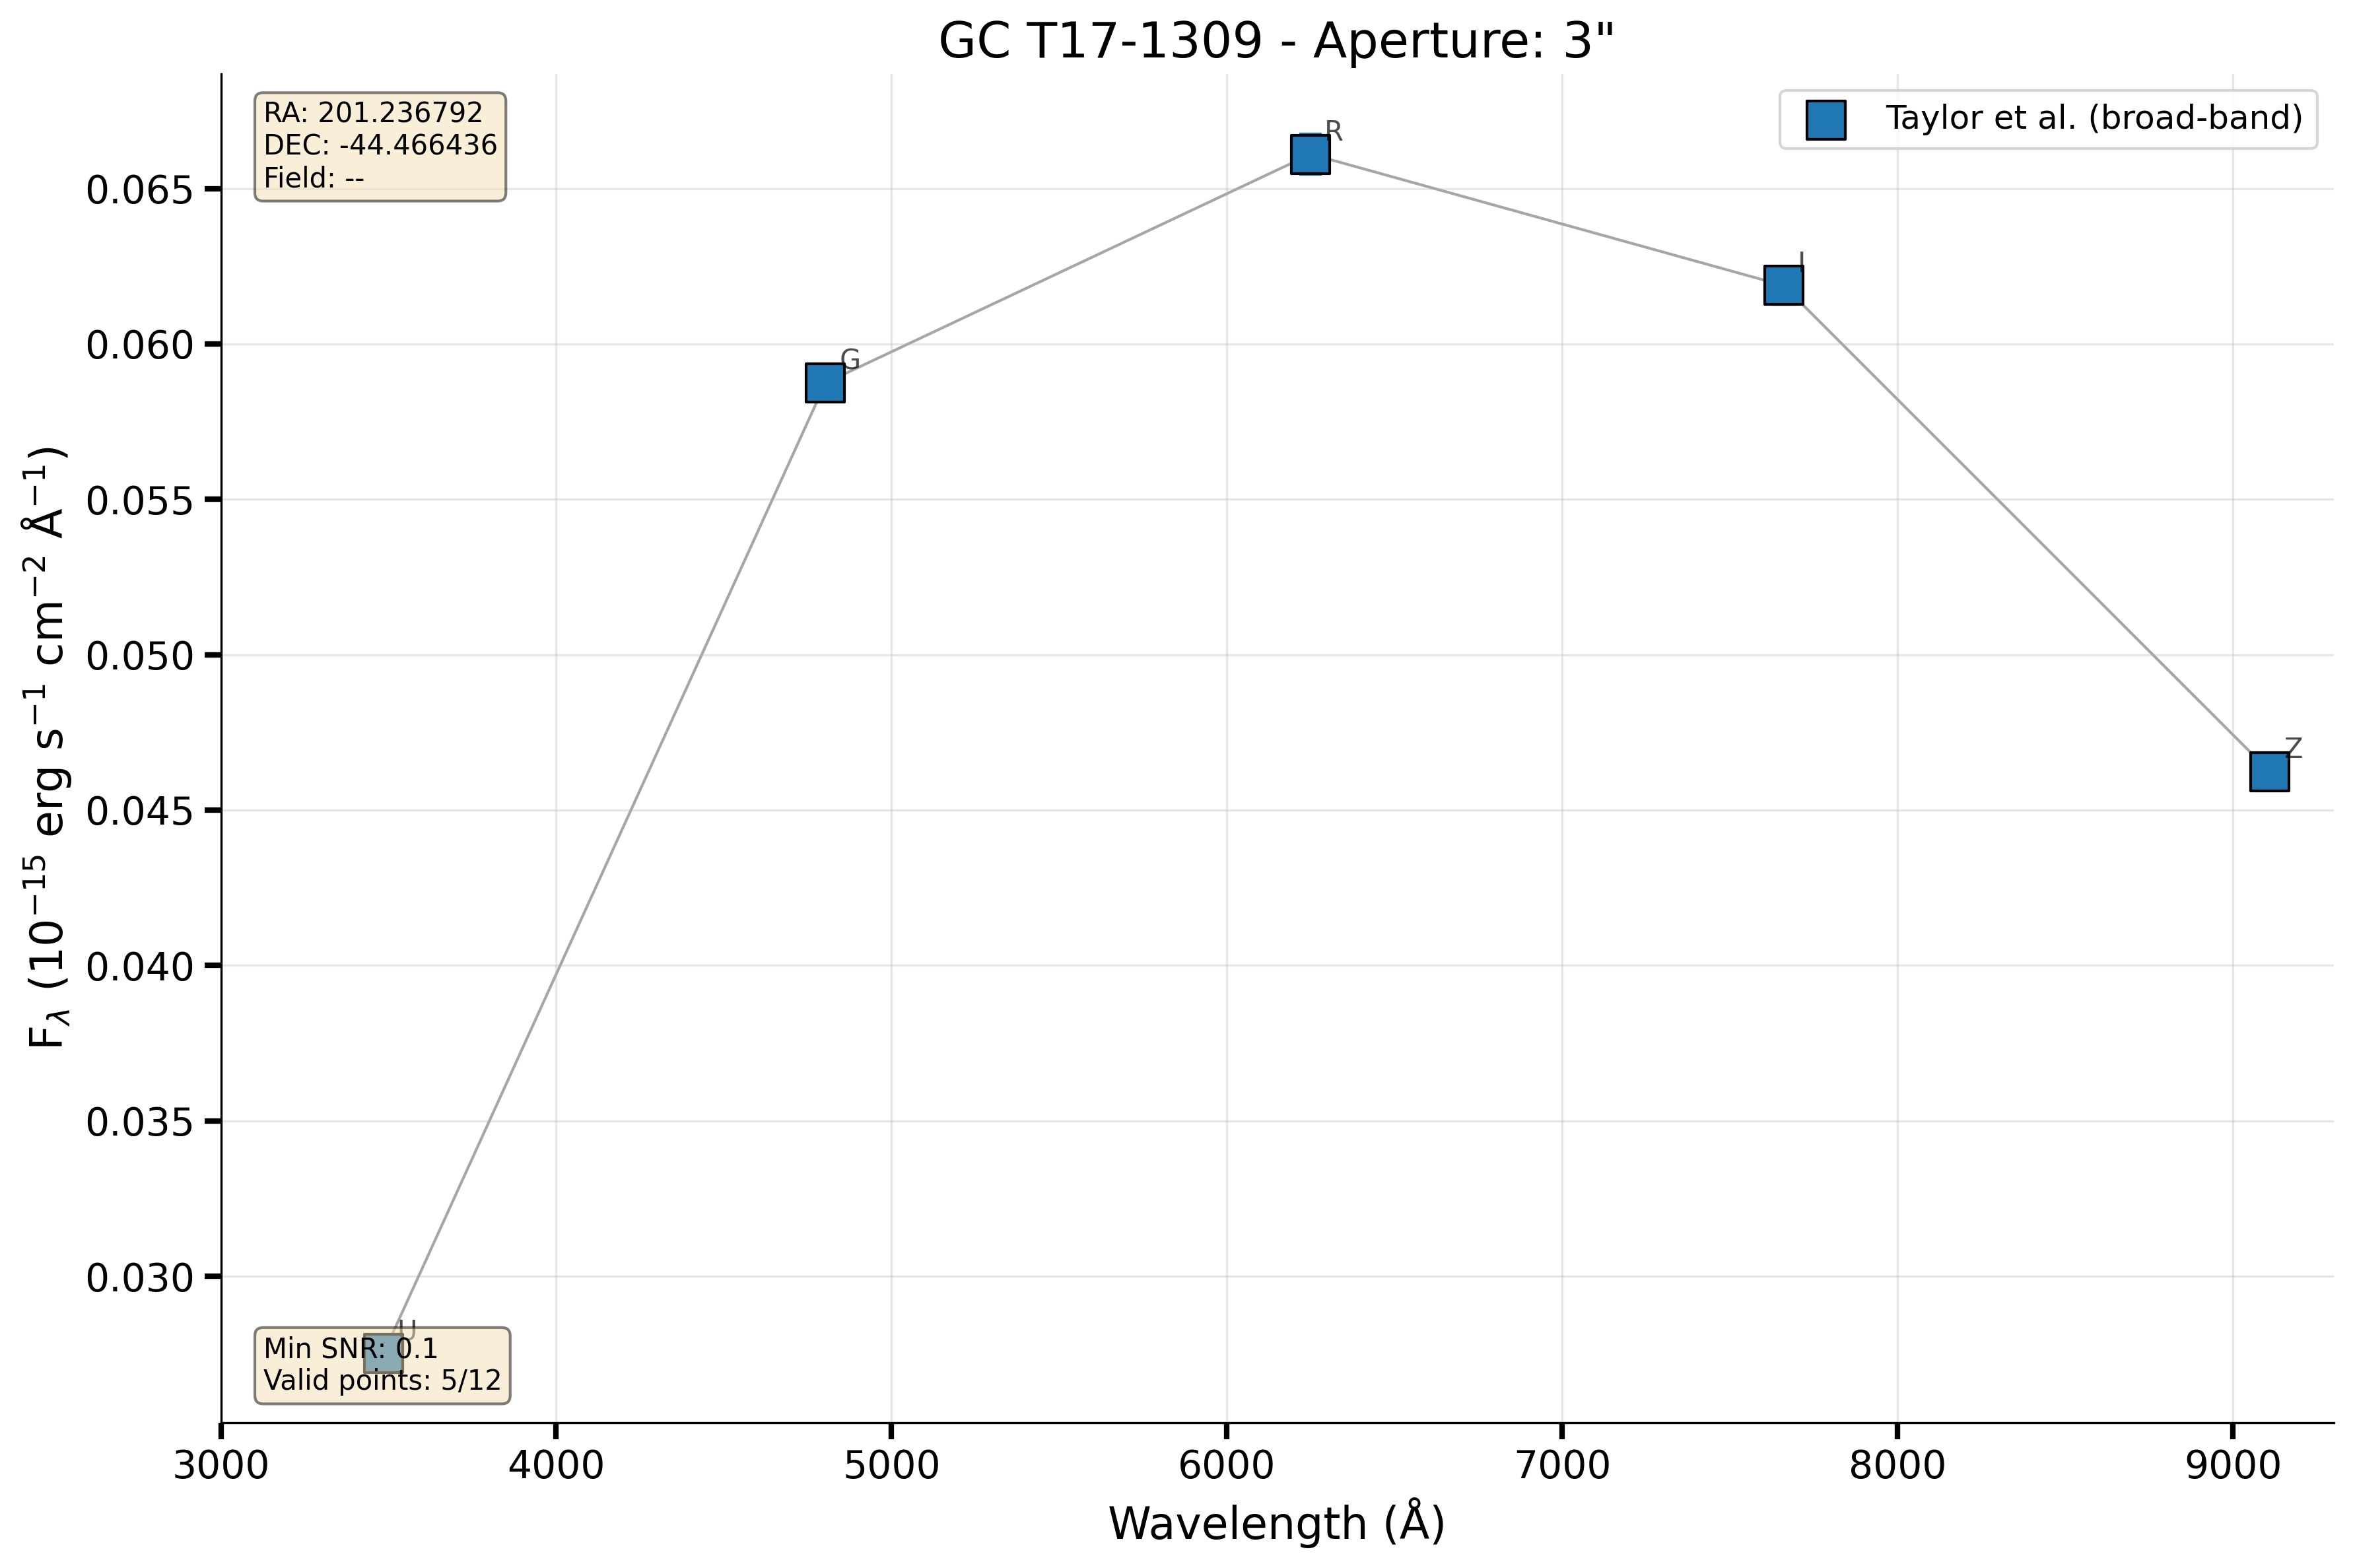 GC T17-1309 - Aperture: 3"
RA: 201.236792
DEC: -44.466436
Field: --
Taylor et al. (broad-band)
R
I
G
Z
U
Min SNR: 0.1
Valid points: 5/12
0.065
0.060
0.055
0.050
0.045
0.040
0.035
0.030
F_λ (10⁻¹⁵ erg s⁻¹ cm⁻² Å⁻¹)
3000 4000 5000 6000 7000 8000 9000
Wavelength (Å)